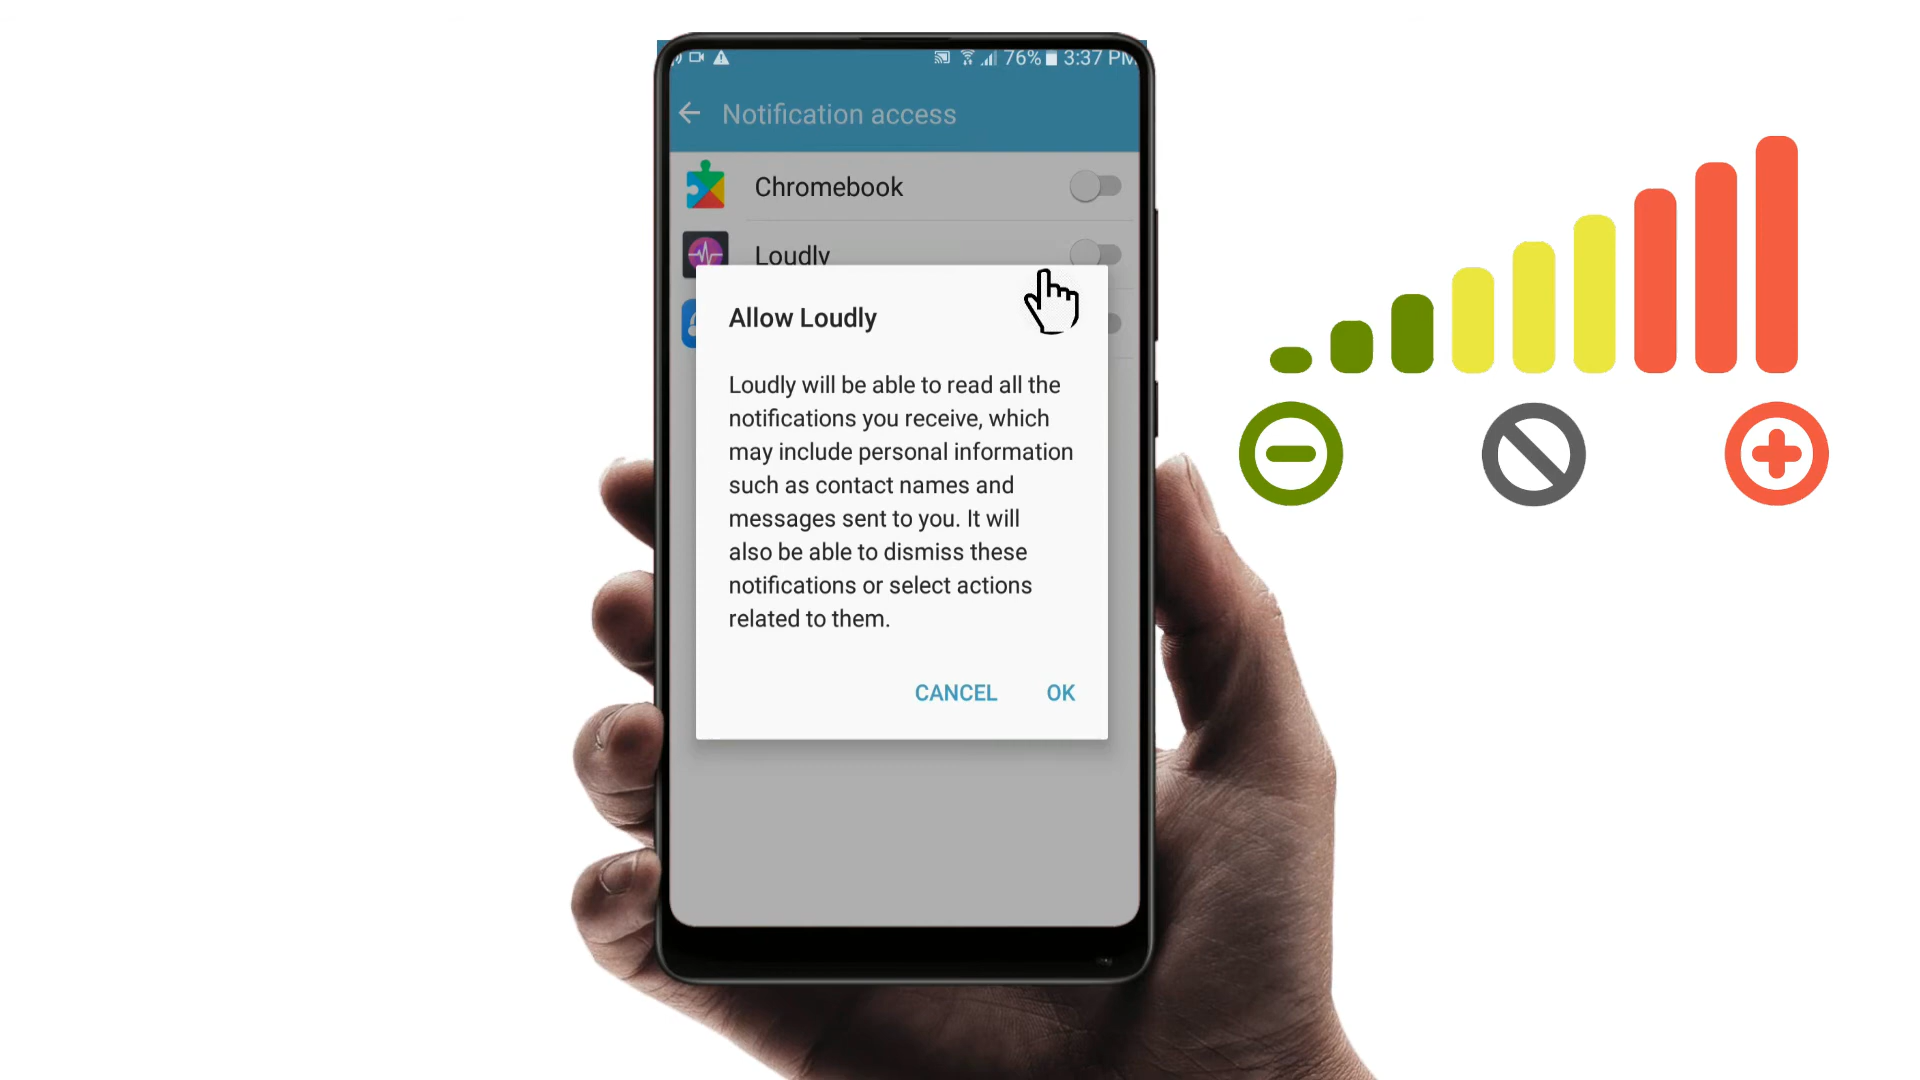 76% 3:37 PM
Notification access
Chromebook
Loudly
Allow Loudly
Loudly will be able to read all the
notifications you receive, which
may include personal information
such as contact names and
messages sent to you. It will
also be able to dismiss these
notifications or select actions
related to them.
CANCEL OK